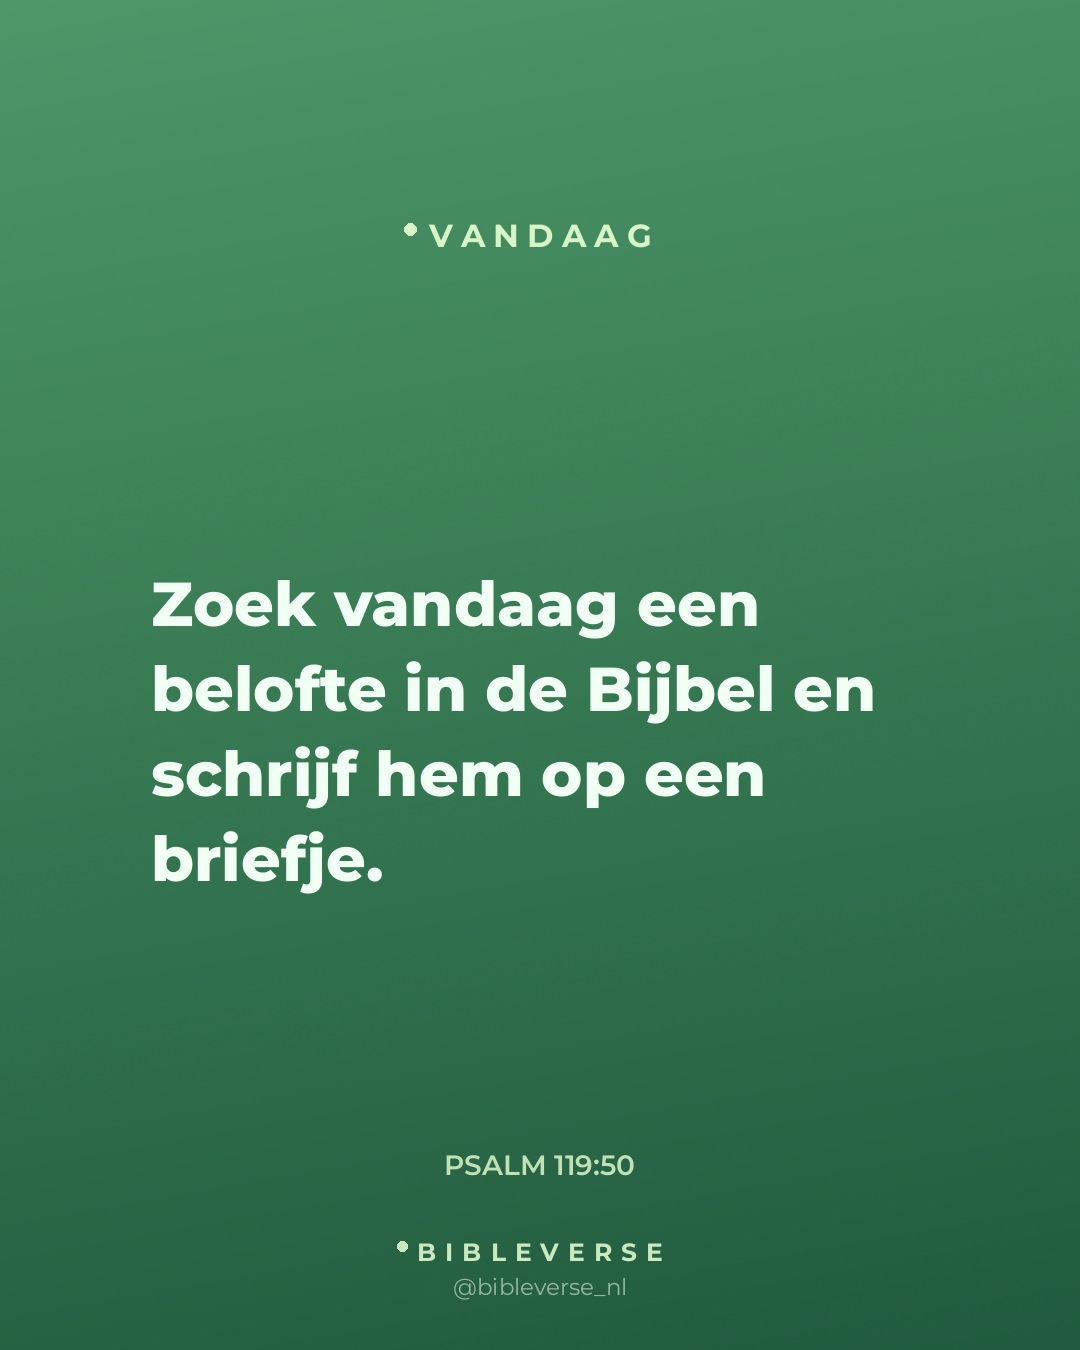 VANDAAG
Zoek vandaag een
belofte in de Bijbel en
schrijf hem op een
briefje.
PSALM 119:50
BIBLEVERSE
@bibleverse_nl